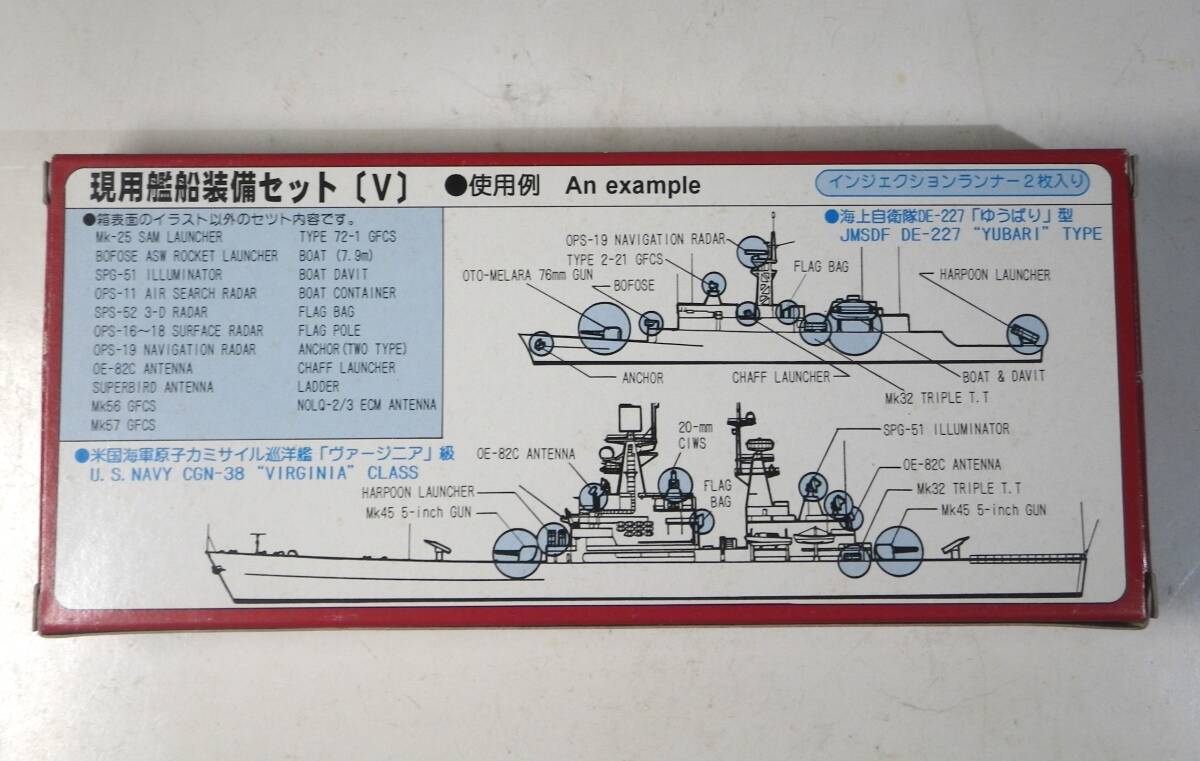 現用艦船装備セット〔V〕
●使用例 An example
インジェクションランナー2枚入り
●箱表面のイラスト以外のセット内容です。
Mk-25 SAM LAUNCHER
BOFOSE ASW ROCKET LAUNCHER
SPG-51 ILLUMINATOR
OPS-11 AIR SEARCH RADAR
SPS-52 3-D RADAR
OPS-16〜18 SURFACE RADAR
OPS-19 NAVIGATION RADAR
OE-82C ANTENNA
SUPERBIRD ANTENNA
Mk56 GFCS
Mk57 GFCS
TYPE 72-1 GFCS
BOAT (7.9m)
BOAT DAVIT
BOAT CONTAINER
FLAG BAG
FLAG POLE
ANCHOR(TWO TYPE)
CHAFF LAUNCHER
LADDER
NOLQ-2/3 ECM ANTENNA
●海上自衛隊DE-227「ゆうばり」型
JMSDF DE-227 "YUBARI" TYPE
OPS-19 NAVIGATION RADAR
TYPE 2-21 GFCS
OTO-MELARA 76mm GUN
BOFOSE
FLAG BAG
HARPOON LAUNCHER
ANCHOR
CHAFF LAUNCHER
BOAT & DAVIT
Mk32 TRIPLE T.T
●米国海軍原子力ミサイル巡洋艦「ヴァージニア」級
U.S. NAVY CGN-38 "VIRGINIA" CLASS
OE-82C ANTENNA
20-mm
CIWS
SPG-51 ILLUMINATOR
OE-82C ANTENNA
HARPOON LAUNCHER
FLAG
BAG
Mk32 TRIPLE T.T
Mk45 5-inch GUN
Mk45 5-inch GUN